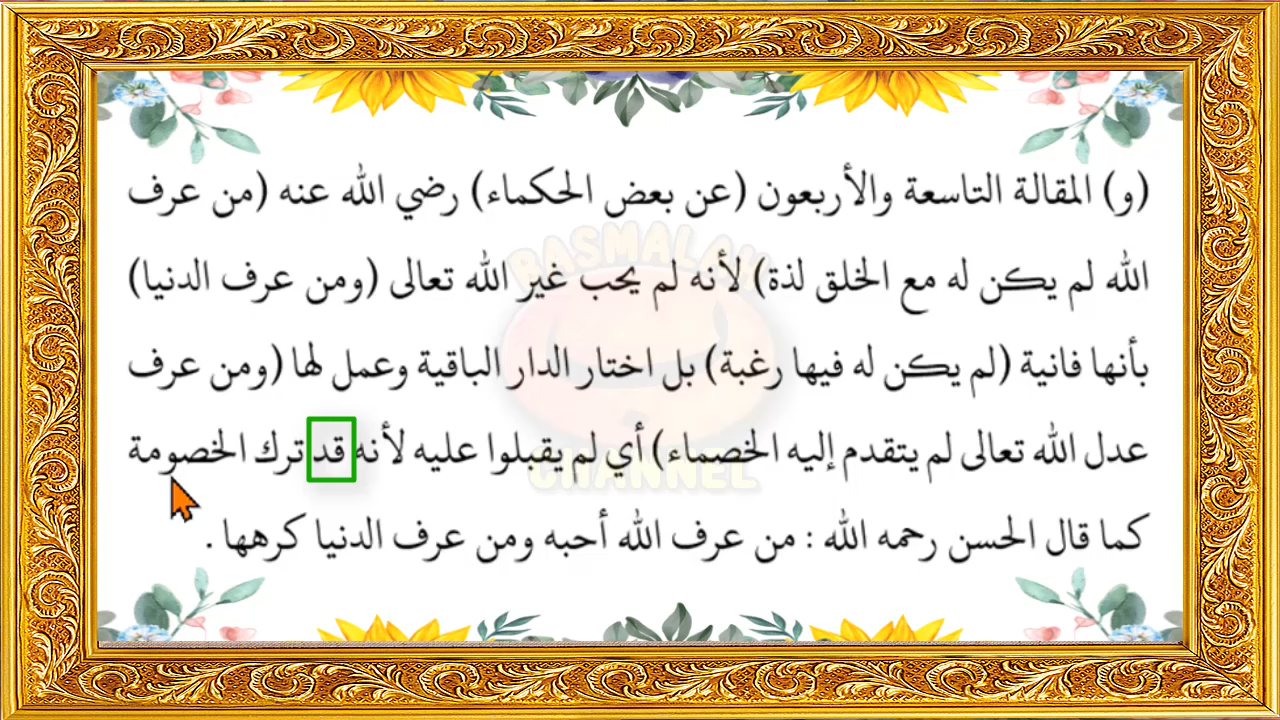 (و) المقالة التاسعة والأربعون (عن بعض الحكماء) رضي الله عنه (من عرف
الله لم يكن له مع الخلق لذة) لأنه لم يحب غير الله تعالى (ومن عرف الدنيا)
بأنها فانية (لم يكن له فيها رغبة) بل اختار الدار الباقية وعمل لها (ومن عرف
عدل الله تعالى لم يتقدم إليه الخصماء) أي لم يقبلوا عليه لأنه قد ترك الخصومة
كما قال الحسن رحمه الله : من عرف الله أحبه ومن عرف الدنيا كرهها .
BASMALAH
CHANNEL